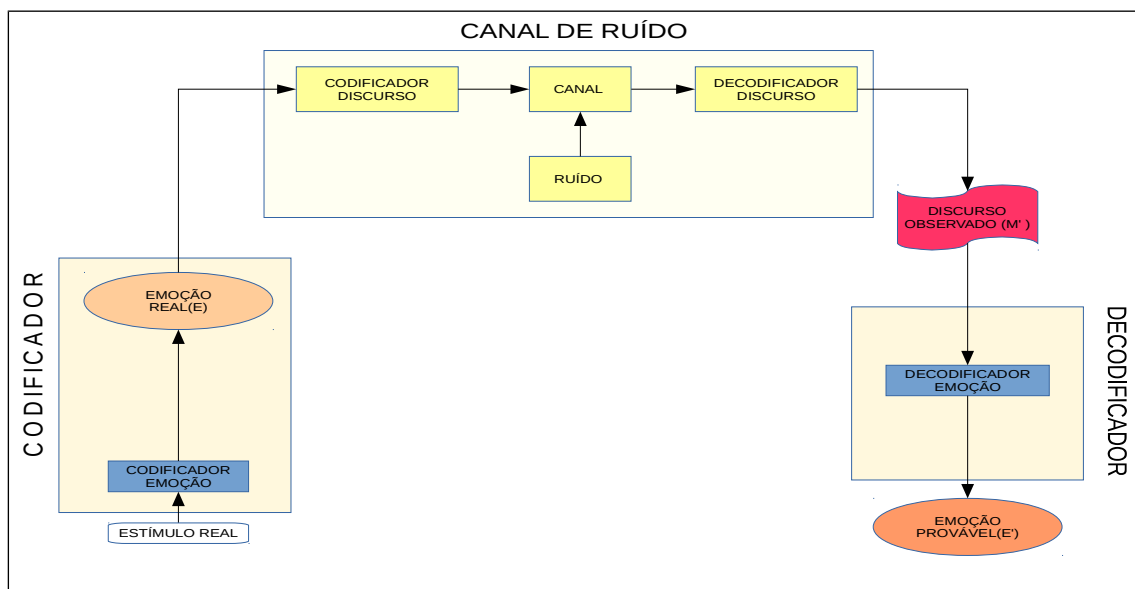 CANAL DE RUÍDO
CODIFICADOR
DISCURSO
CANAL
DECODIFICADOR
DISCURSO
RUÍDO
DISCURSO
OBSERVADO (M' )
CODIFICADOR
EMOÇÃO
REAL(E)
CODIFICADOR
EMOÇÃO
ESTÍMULO REAL
DECODIFICADOR
DECODIFICADOR
EMOÇÃO
EMOÇÃO
PROVÁVEL(E')